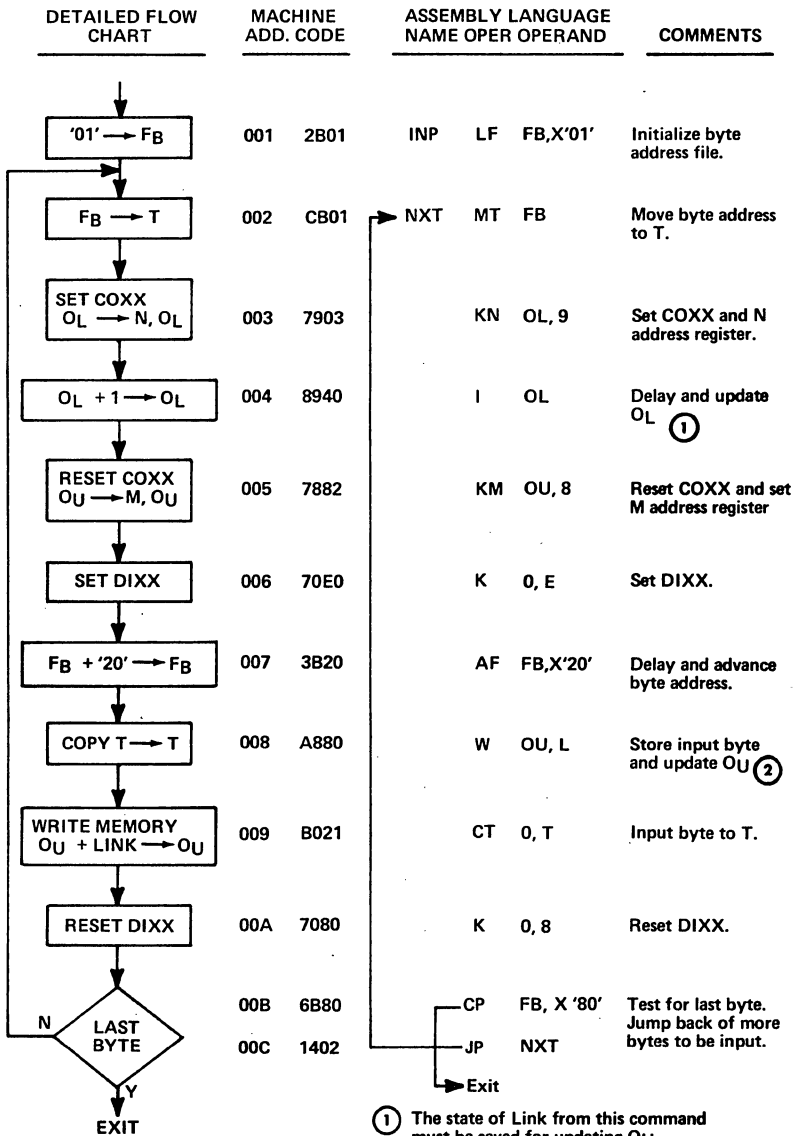 DETAILED FLOW CHART MACHINE ADD. CODE ASSEMBLY LANGUAGE NAME OPER OPERAND COMMENTS
'01' → FB 001 2B01 INP LF FB,X'01' Initialize byte address file.
FB → T 002 CB01 NXT MT FB Move byte address to T.
SET COXX
OL → N, OL 003 7903 KN OL, 9 Set COXX and N address register.
OL + 1 → OL 004 8940 I OL Delay and update OL ①
RESET COXX
OU → M, OU 005 7882 KM OU, 8 Reset COXX and set M address register
SET DIXX 006 70E0 K 0, E Set DIXX.
FB + '20' → FB 007 3B20 AF FB,X'20' Delay and advance byte address.
COPY T → T 008 A880 W OU, L Store input byte and update OU ②
WRITE MEMORY
OU + LINK → OU 009 B021 CT 0, T Input byte to T.
RESET DIXX 00A 7080 K 0, 8 Reset DIXX.
N LAST BYTE 00B 6B80 CP FB, X '80' Test for last byte.
00C 1402 JP NXT Jump back of more bytes to be input.
Y
EXIT Exit
① The state of Link from this command
must be saved for updating OU